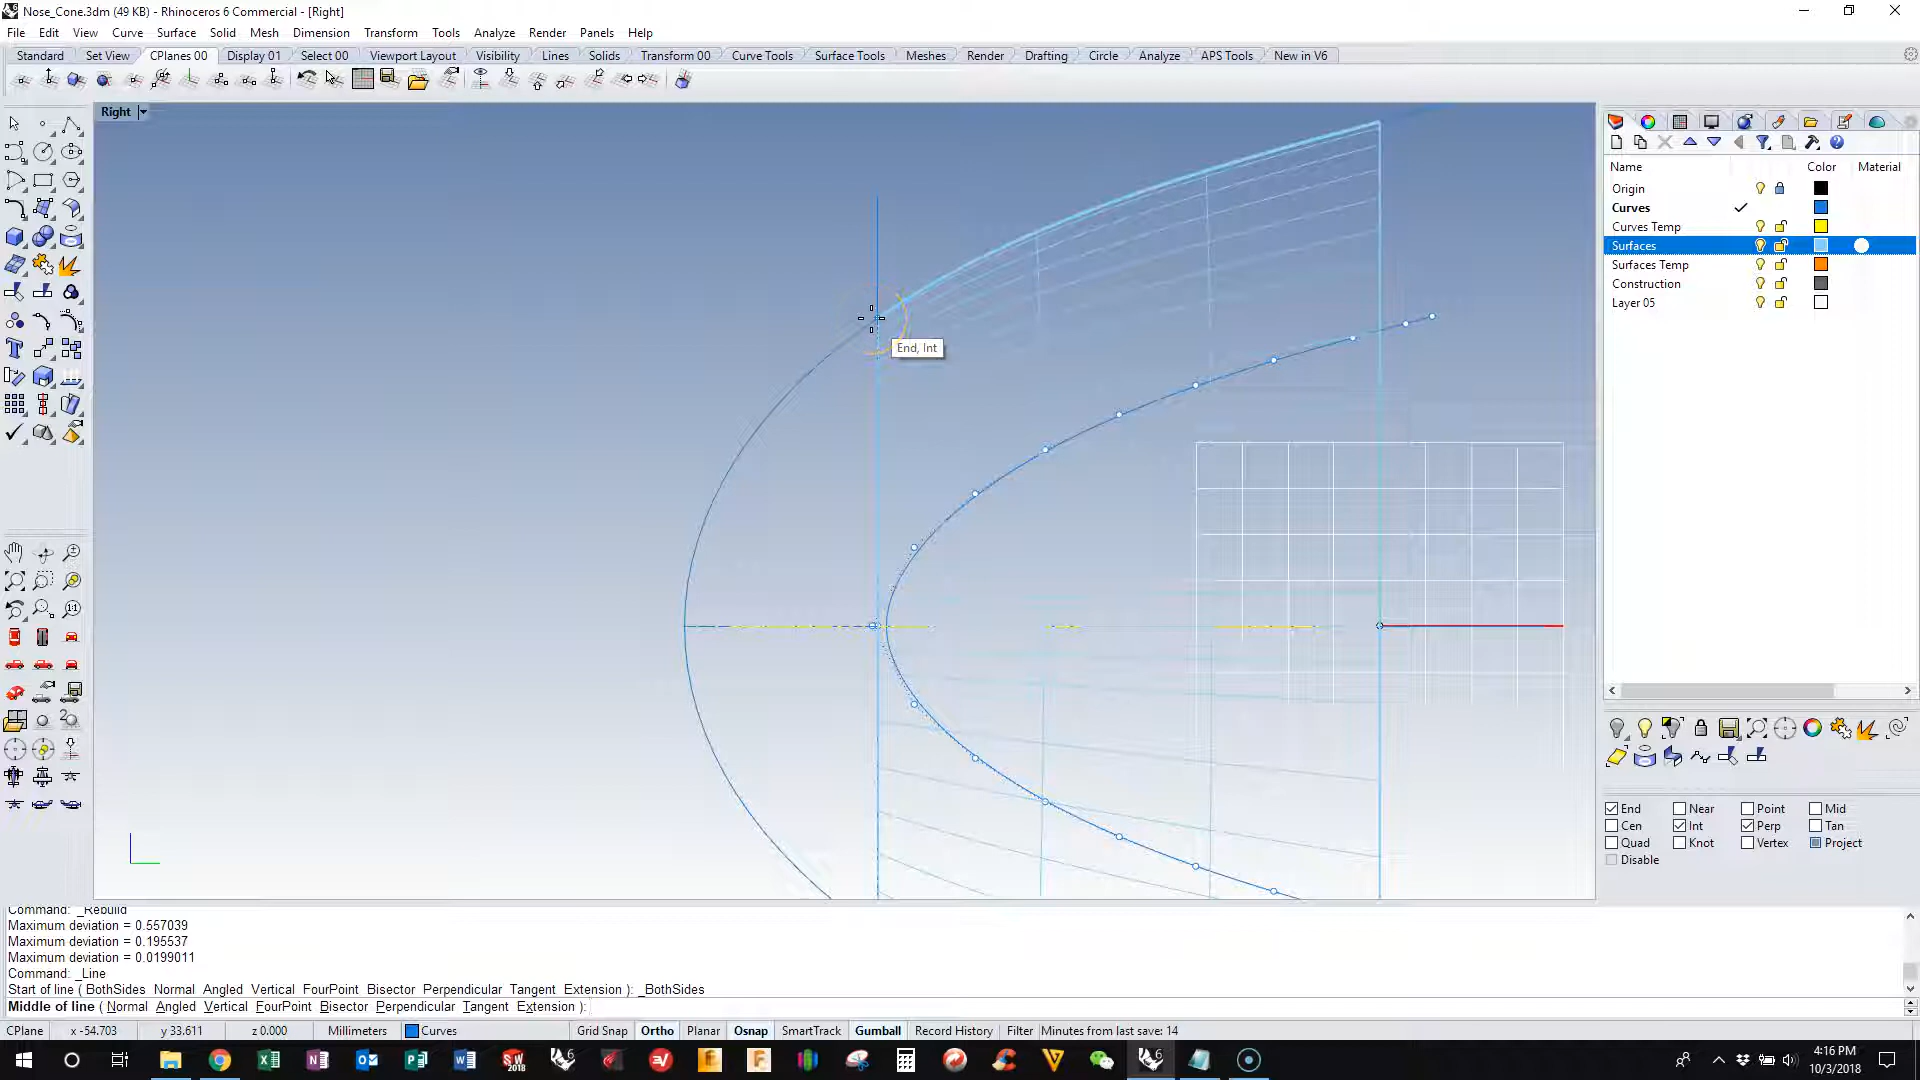 Nose_Cone.3dm (49 KB) - Rhinoceros 6 Commercial - [Right]
File Edit View Curve Surface Solid Mesh Dimension Transform Tools Analyze Render Panels Help
Standard Set View CPlanes 00 Display 01 Select 00 Viewport Layout Visibility Lines Solids Transform 00 Curve Tools Surface Tools Meshes Render Drafting Circle Analyze APS Tools New in V6
Right
Name Color Material
Origin
Curves
Curves Temp
Surfaces
Surfaces Temp
Construction
Layer 05
End, Int
End Near Point Mid
Cen Int Perp Tan
Quad Knot Vertex Project
Disable
Command: _Rebuild
Maximum deviation = 0.557039
Maximum deviation = 0.195537
Maximum deviation = 0.0199011
Command: _Line
Start of line ( BothSides Normal Angled Vertical FourPoint Bisector Perpendicular Tangent Extension ): _BothSides
Middle of line ( Normal Angled Vertical FourPoint Bisector Perpendicular Tangent Extension ):
CPlane x -54.703 y 33.611 z 0.000 Millimeters Curves Grid Snap Ortho Planar Osnap SmartTrack Gumball Record History Filter Minutes from last save: 14
4:16 PM
10/3/2018